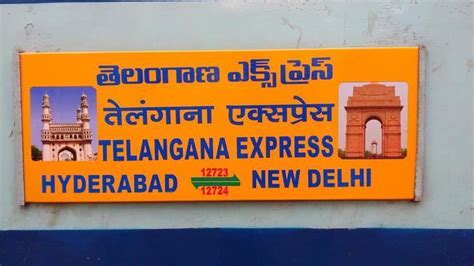 తెలంగాణ ఎక్స్ ప్రెస్
तेलंगाना एक्सप्रेस
TELANGANA EXPRESS
HYDERABAD 12723 NEW DELHI
12724